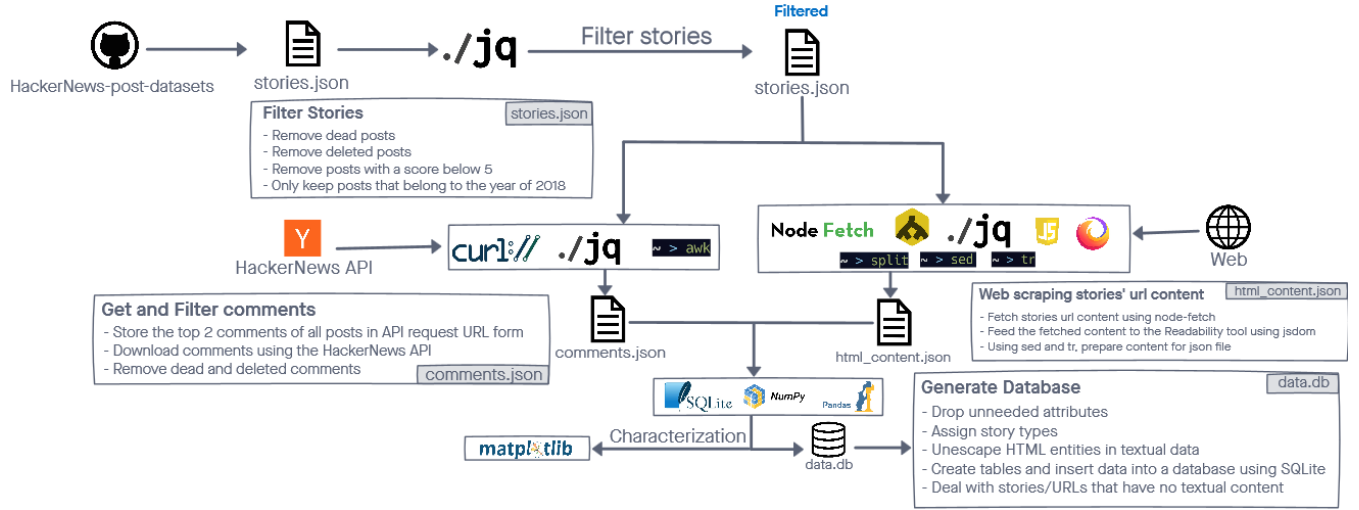 Filtered
./jq
Filter stories
HackerNews-post-datasets
stories.json
stories.json
Filter Stories
stories.json
- Remove dead posts
- Remove deleted posts
- Remove posts with a score below 5
- Only keep posts that belong to the year of 2018
Y
HackerNews API
curl://
./jq
~ > awk
Node Fetch
./jq
JS
~ > split
~ > sed
~ > tr
Web
Get and Filter comments
- Store the top 2 comments of all posts in API request URL form
- Download comments using the HackerNews API
- Remove dead and deleted comments
comments.json
comments.json
html_content.json
Web scraping stories' url content
html_content.json
- Fetch stories url content using node-fetch
- Feed the fetched content to the Readability tool using jsdom
- Using sed and tr, prepare content for json file
SQLite
NumPy
Pandas
Characterization
matplotlib
data.db
Generate Database
data.db
- Drop unneeded attributes
- Assign story types
- Unescape HTML entities in textual data
- Create tables and insert data into a database using SQLite
- Deal with stories/URLs that have no textual content